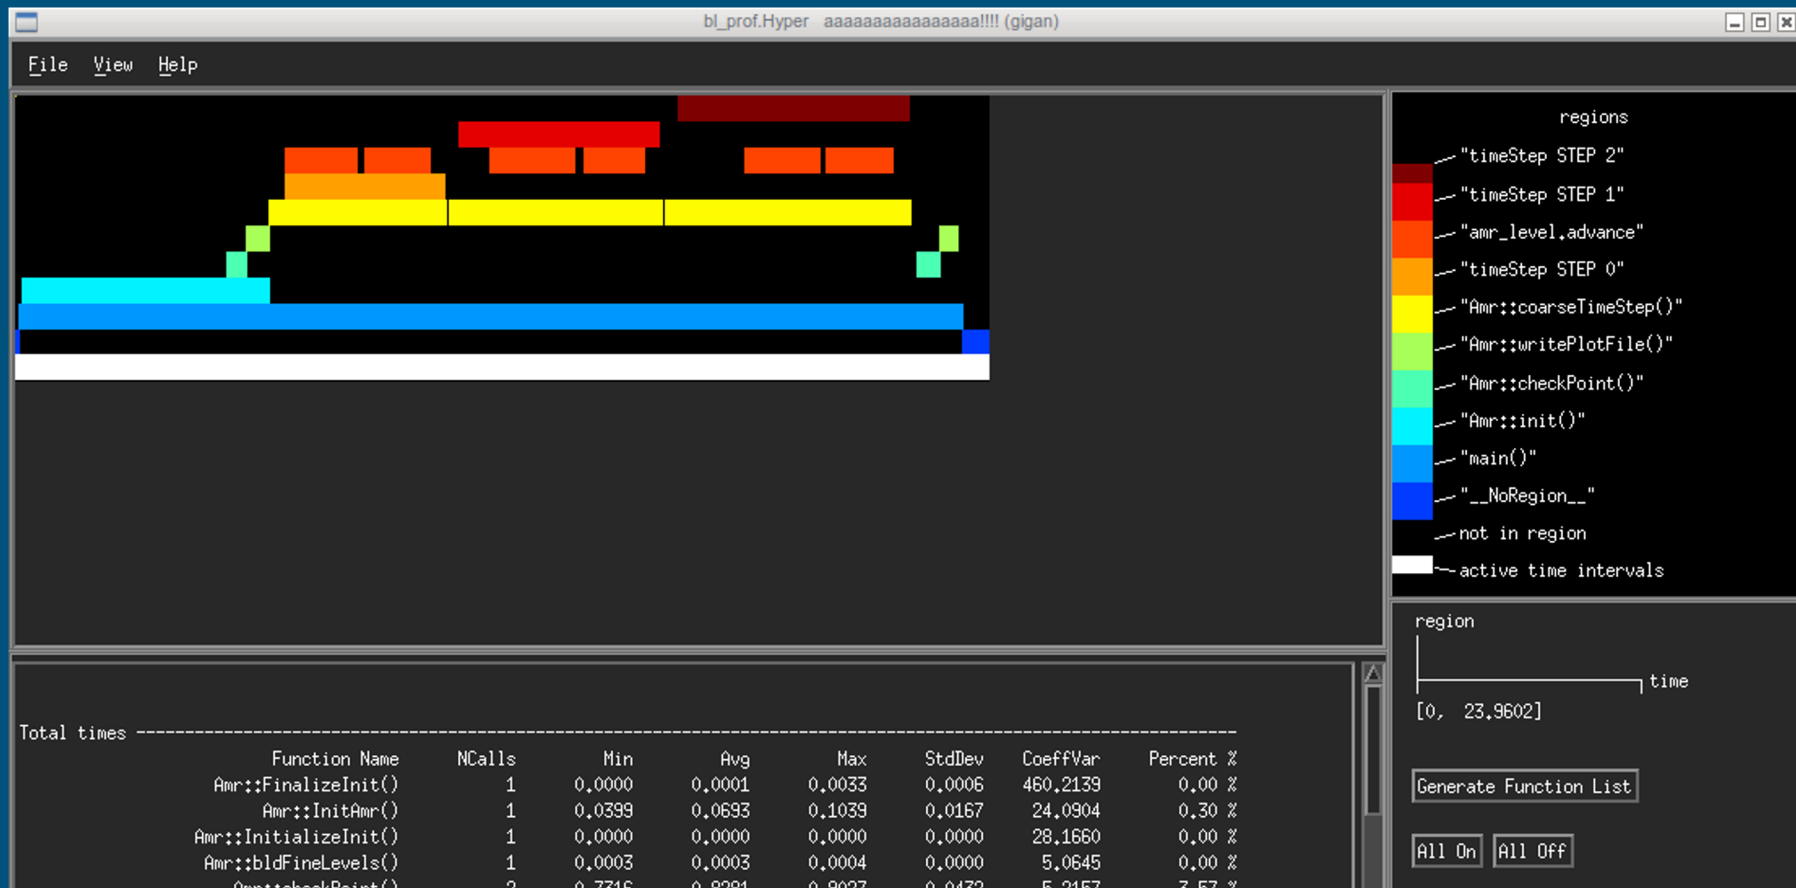 bl_prof.Hyper aaaaaaaaaaaaaaaa!!!! (gigan)
File View Help
regions
"timeStep STEP 2"
"timeStep STEP 1"
"amr_level.advance"
"timeStep STEP 0"
"Amr::coarseTimeStep()"
"Amr::writePlotFile()"
"Amr::checkPoint()"
"Amr::init()"
"main()"
"__NoRegion__"
not in region
active time intervals
region
time
[0, 23.9602]
Generate Function List
All On All Off
Total times ------------------------------------------------------------------
Function Name NCalls Min Avg Max StdDev CoeffVar Percent %
Amr::FinalizeInit() 1 0.0000 0.0001 0.0033 0.0006 460.2139 0.00 %
Amr::InitAmr() 1 0.0399 0.0693 0.1039 0.0167 24.0904 0.30 %
Amr::InitializeInit() 1 0.0000 0.0000 0.0000 0.0000 28.1660 0.00 %
Amr::bldFineLevels() 1 0.0003 0.0003 0.0004 0.0000 5.0645 0.00 %
Amr::checkPoint() 2